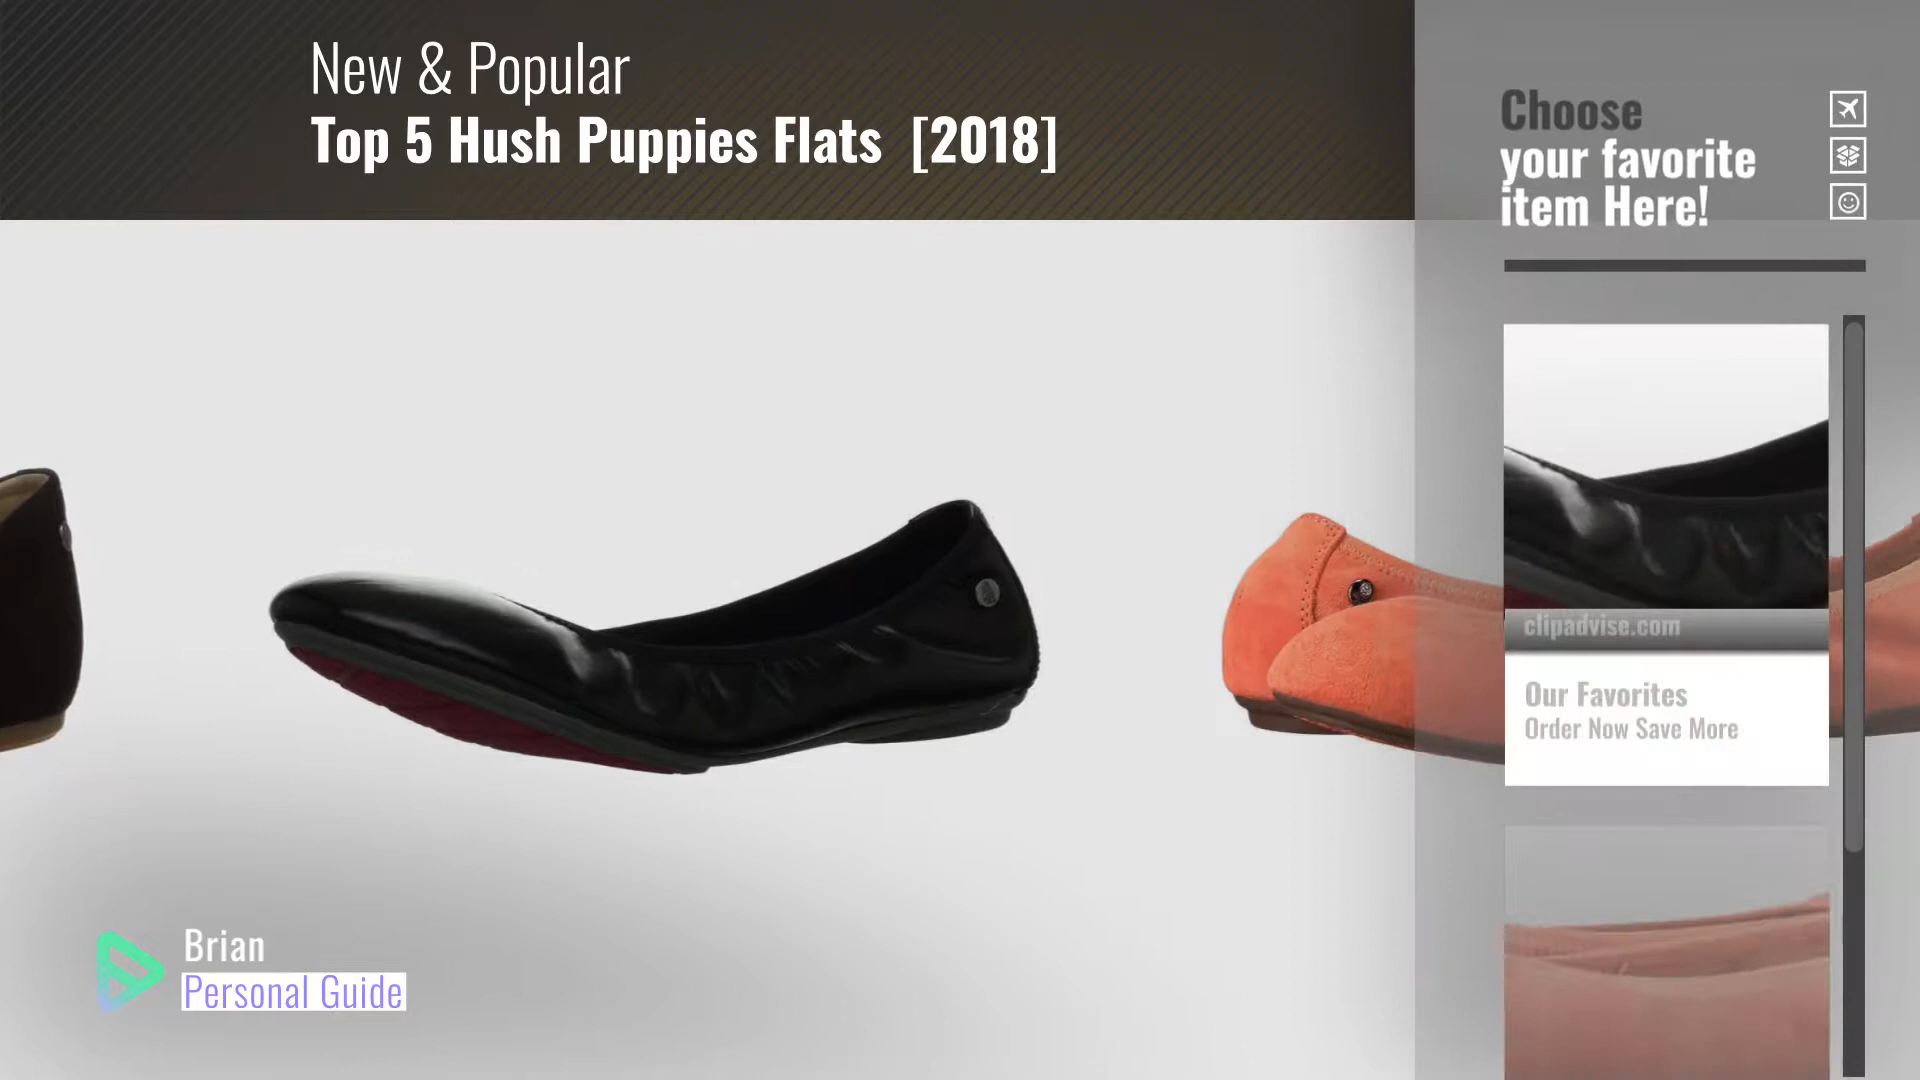 New & Popular
Top 5 Hush Puppies Flats [2018]
Choose
your favorite
item Here!
clipadvise.com
Our Favorites
Order Now Save More
Brian
Personal Guide